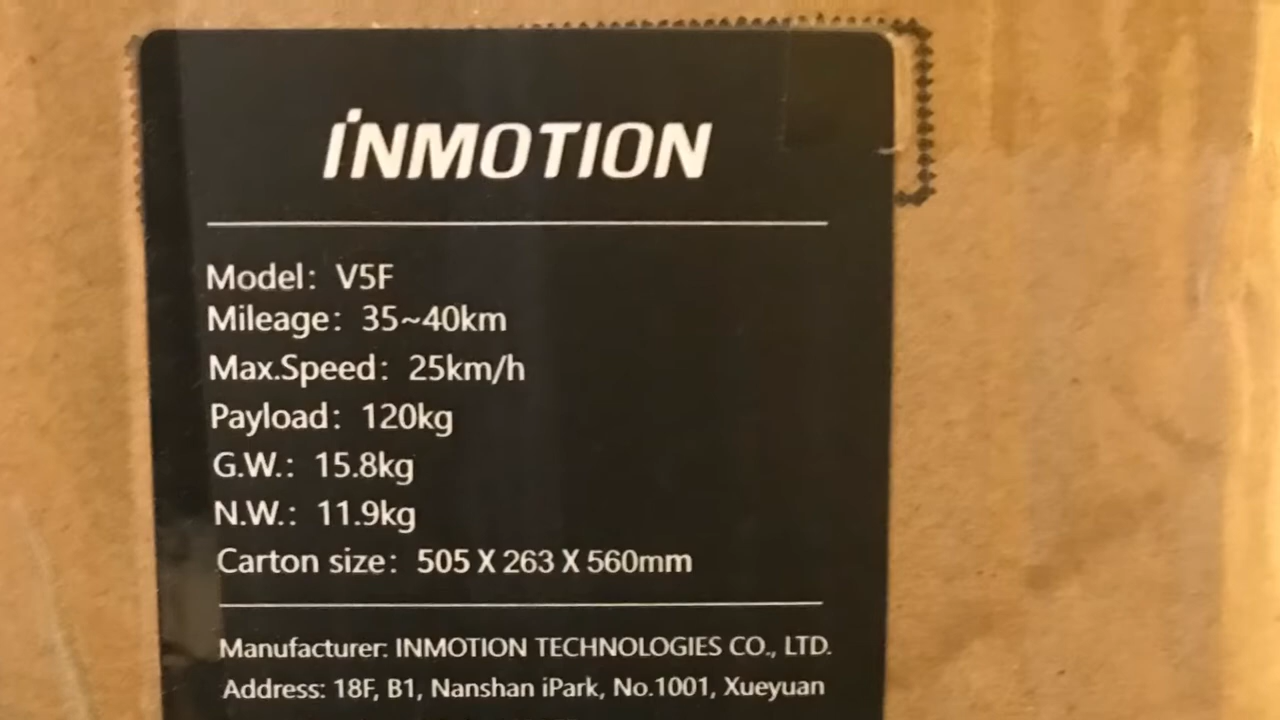 INMOTION
Model: V5F
Mileage: 35~40km
Max.Speed: 25km/h
Payload: 120kg
G.W.: 15.8kg
N.W.: 11.9kg
Carton size: 505 X 263 X 560mm
Manufacturer: INMOTION TECHNOLOGIES CO., LTD.
Address: 18F, B1, Nanshan iPark, No.1001, Xueyuan